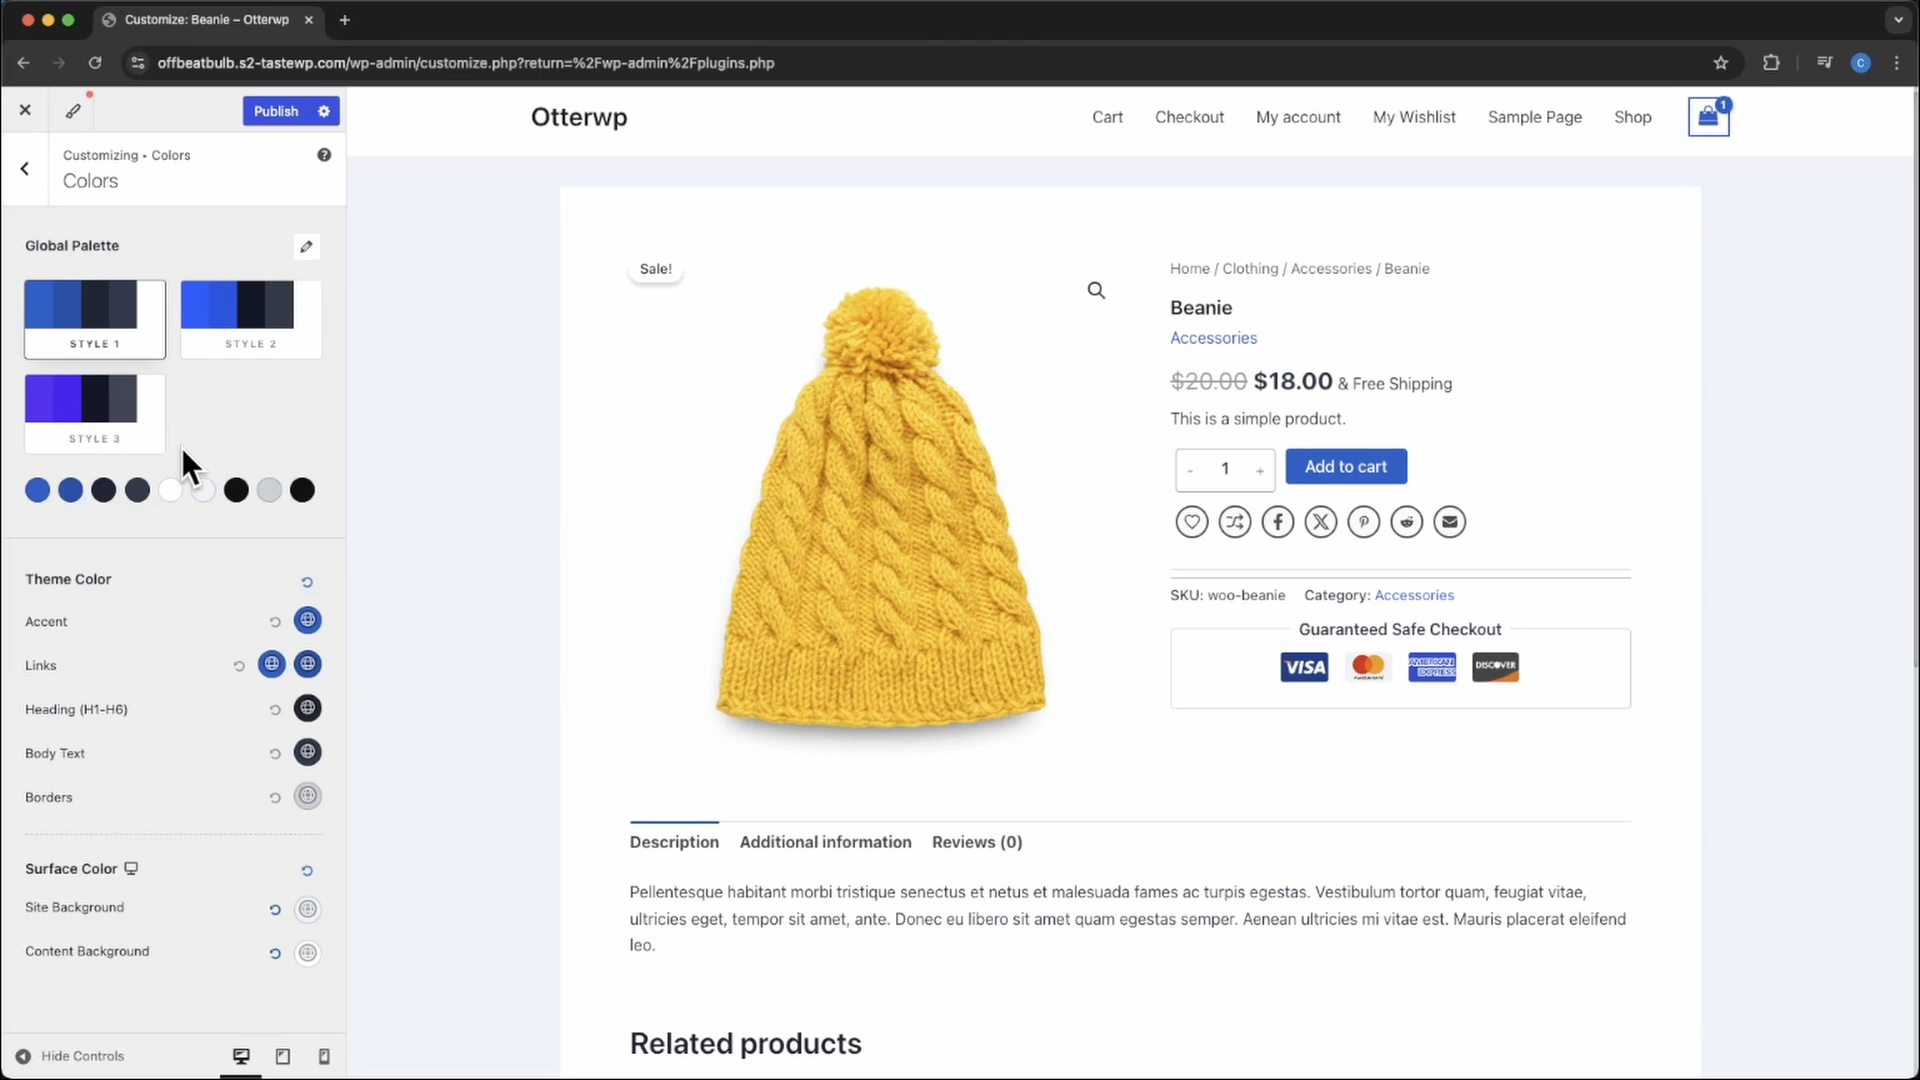 Customize: Beanie – Otterwp
offbeatbulb.s2-tastewp.com/wp-admin/customize.php?return=%2Fwp-admin%2Fplugins.php
C
Publish
Customizing • Colors
Colors
Global Palette
STYLE 1
STYLE 2
STYLE 3
Theme Color
Accent
Links
Heading (H1-H6)
Body Text
Borders
Surface Color
Site Background
Content Background
Hide Controls
Otterwp
Cart
Checkout
My account
My Wishlist
Sample Page
Shop
1
Sale!
Home / Clothing / Accessories / Beanie
Beanie
Accessories
$20.00 $18.00 & Free Shipping
This is a simple product.
- 1 +
Add to cart
SKU: woo-beanie Category: Accessories
Guaranteed Safe Checkout
VISA
mastercard
AMERICAN EXPRESS
DISCOVER
Description
Additional information
Reviews (0)
Pellentesque habitant morbi tristique senectus et netus et malesuada fames ac turpis egestas. Vestibulum tortor quam, feugiat vitae,
ultricies eget, tempor sit amet, ante. Donec eu libero sit amet quam egestas semper. Aenean ultricies mi vitae est. Mauris placerat eleifend
leo.
Related products